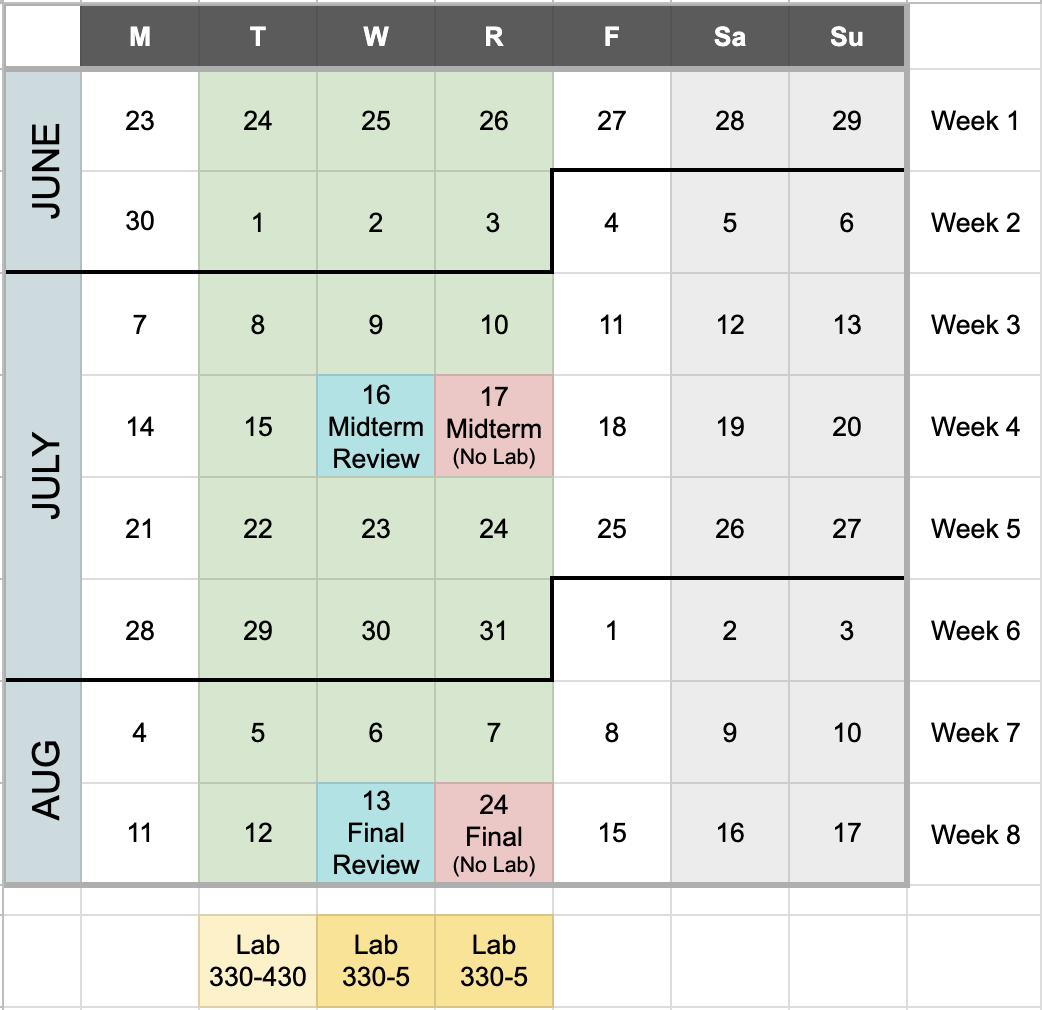 M T W R F Sa Su
JUNE
23 24 25 26 27 28 29 Week 1
30 1 2 3 4 5 6 Week 2
JULY
7 8 9 10 11 12 13 Week 3
14 15 16 Midterm Review 17 Midterm (No Lab) 18 19 20 Week 4
21 22 23 24 25 26 27 Week 5
28 29 30 31 1 2 3 Week 6
AUG
4 5 6 7 8 9 10 Week 7
11 12 13 Final Review 24 Final (No Lab) 15 16 17 Week 8
Lab 330-430 Lab 330-5 Lab 330-5